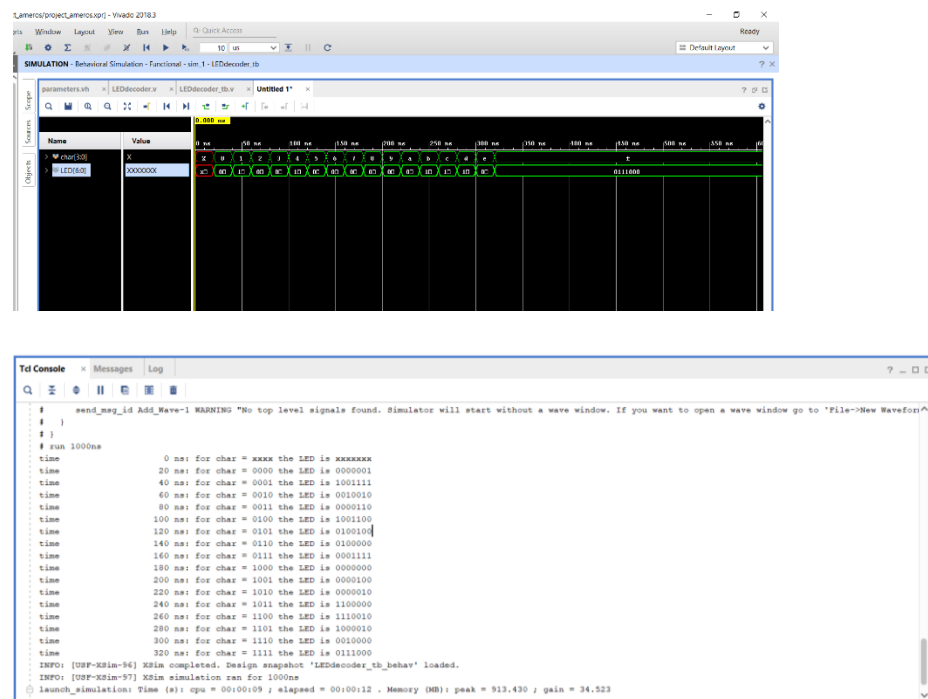 t_ameros/project_ameros.xpr] - Vivado 2018.3
Window Layout View Run Help Quick Access Ready
10 us Default Layout
SIMULATION - Behavioral Simulation - Functional - sim_1 - LEDdecoder_tb ?
parameters.vh × LEDdecoder.v × LEDdecoder_tb.v × Untitled 1* ×
Scope
Sources
Objects
0.000 ns
Name Value 0 ns 50 ns 100 ns 150 ns 200 ns 250 ns 300 ns 350 ns 400 ns 450 ns 500 ns 550 ns
char[3:0] X X 0 1 2 3 4 5 6 7 8 9 a b c d e f
LED[6:0] XXXXXXX 0111000
Tcl Console × Messages Log
# send_msg_id Add_Wave-1 WARNING "No top level signals found. Simulator will start without a wave window. If you want to open a wave window go to 'File->New Wavefor
# }
# }
# run 1000ns
time 0 ns: for char = xxxx the LED is xxxxxxx
time 20 ns: for char = 0000 the LED is 0000001
time 40 ns: for char = 0001 the LED is 1001111
time 60 ns: for char = 0010 the LED is 0010010
time 80 ns: for char = 0011 the LED is 0000110
time 100 ns: for char = 0100 the LED is 1001100
time 120 ns: for char = 0101 the LED is 0100100
time 140 ns: for char = 0110 the LED is 0100000
time 160 ns: for char = 0111 the LED is 0001111
time 180 ns: for char = 1000 the LED is 0000000
time 200 ns: for char = 1001 the LED is 0000100
time 220 ns: for char = 1010 the LED is 0000010
time 240 ns: for char = 1011 the LED is 1100000
time 260 ns: for char = 1100 the LED is 1110010
time 280 ns: for char = 1101 the LED is 1000010
time 300 ns: for char = 1110 the LED is 0010000
time 320 ns: for char = 1111 the LED is 0111000
INFO: [USF-XSim-96] XSim completed. Design snapshot 'LEDdecoder_tb_behav' loaded.
INFO: [USF-XSim-97] XSim simulation ran for 1000ns
launch_simulation: Time (s): cpu = 00:00:09 ; elapsed = 00:00:12 . Memory (MB): peak = 913.430 ; gain = 34.523